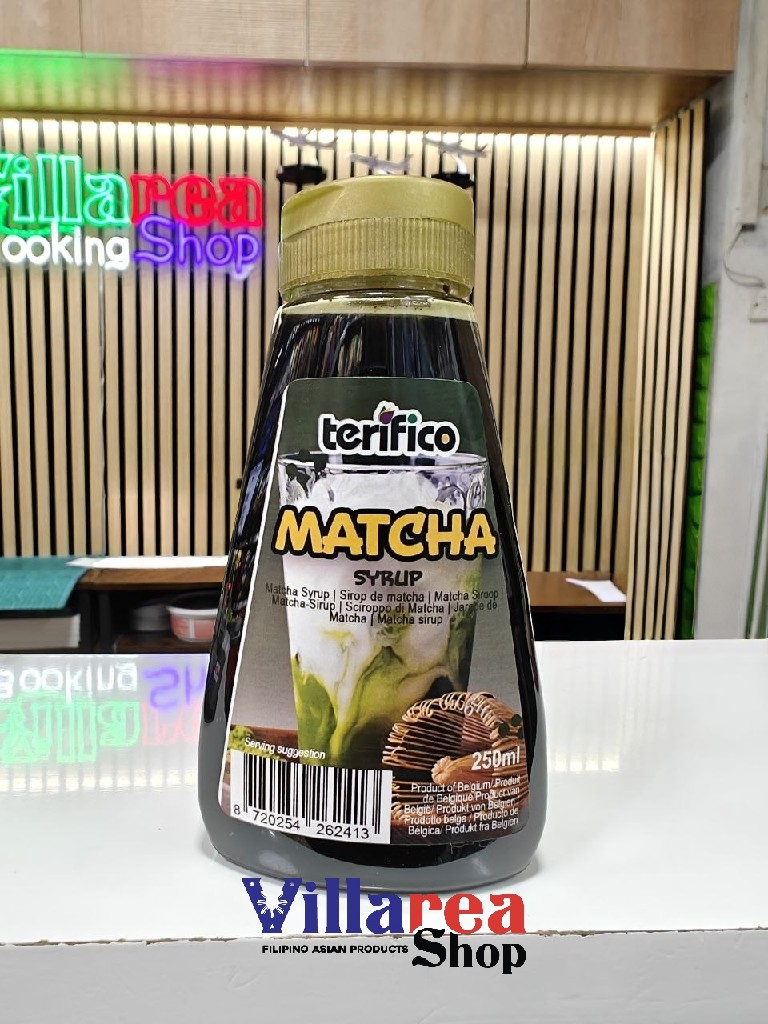 Villarea
ooking Shop
terifico
MATCHA
SYRUP
Matcha Syrup | Sirop de matcha | Matcha Siroop
Matcha-Sirup | Sciroppo di Matcha | Jarabe de
Matcha | Matcha sirup
Serving suggestion
250ml
8 720254 262413
Product of Belgium/ Produit
de Belgique Product van
België/ Produkt von Belgien/
Prodotto belga / Producto de
Belgica/ Produkt fra Belgien
Villarea
FILIPINO ASIAN PRODUCTS Shop